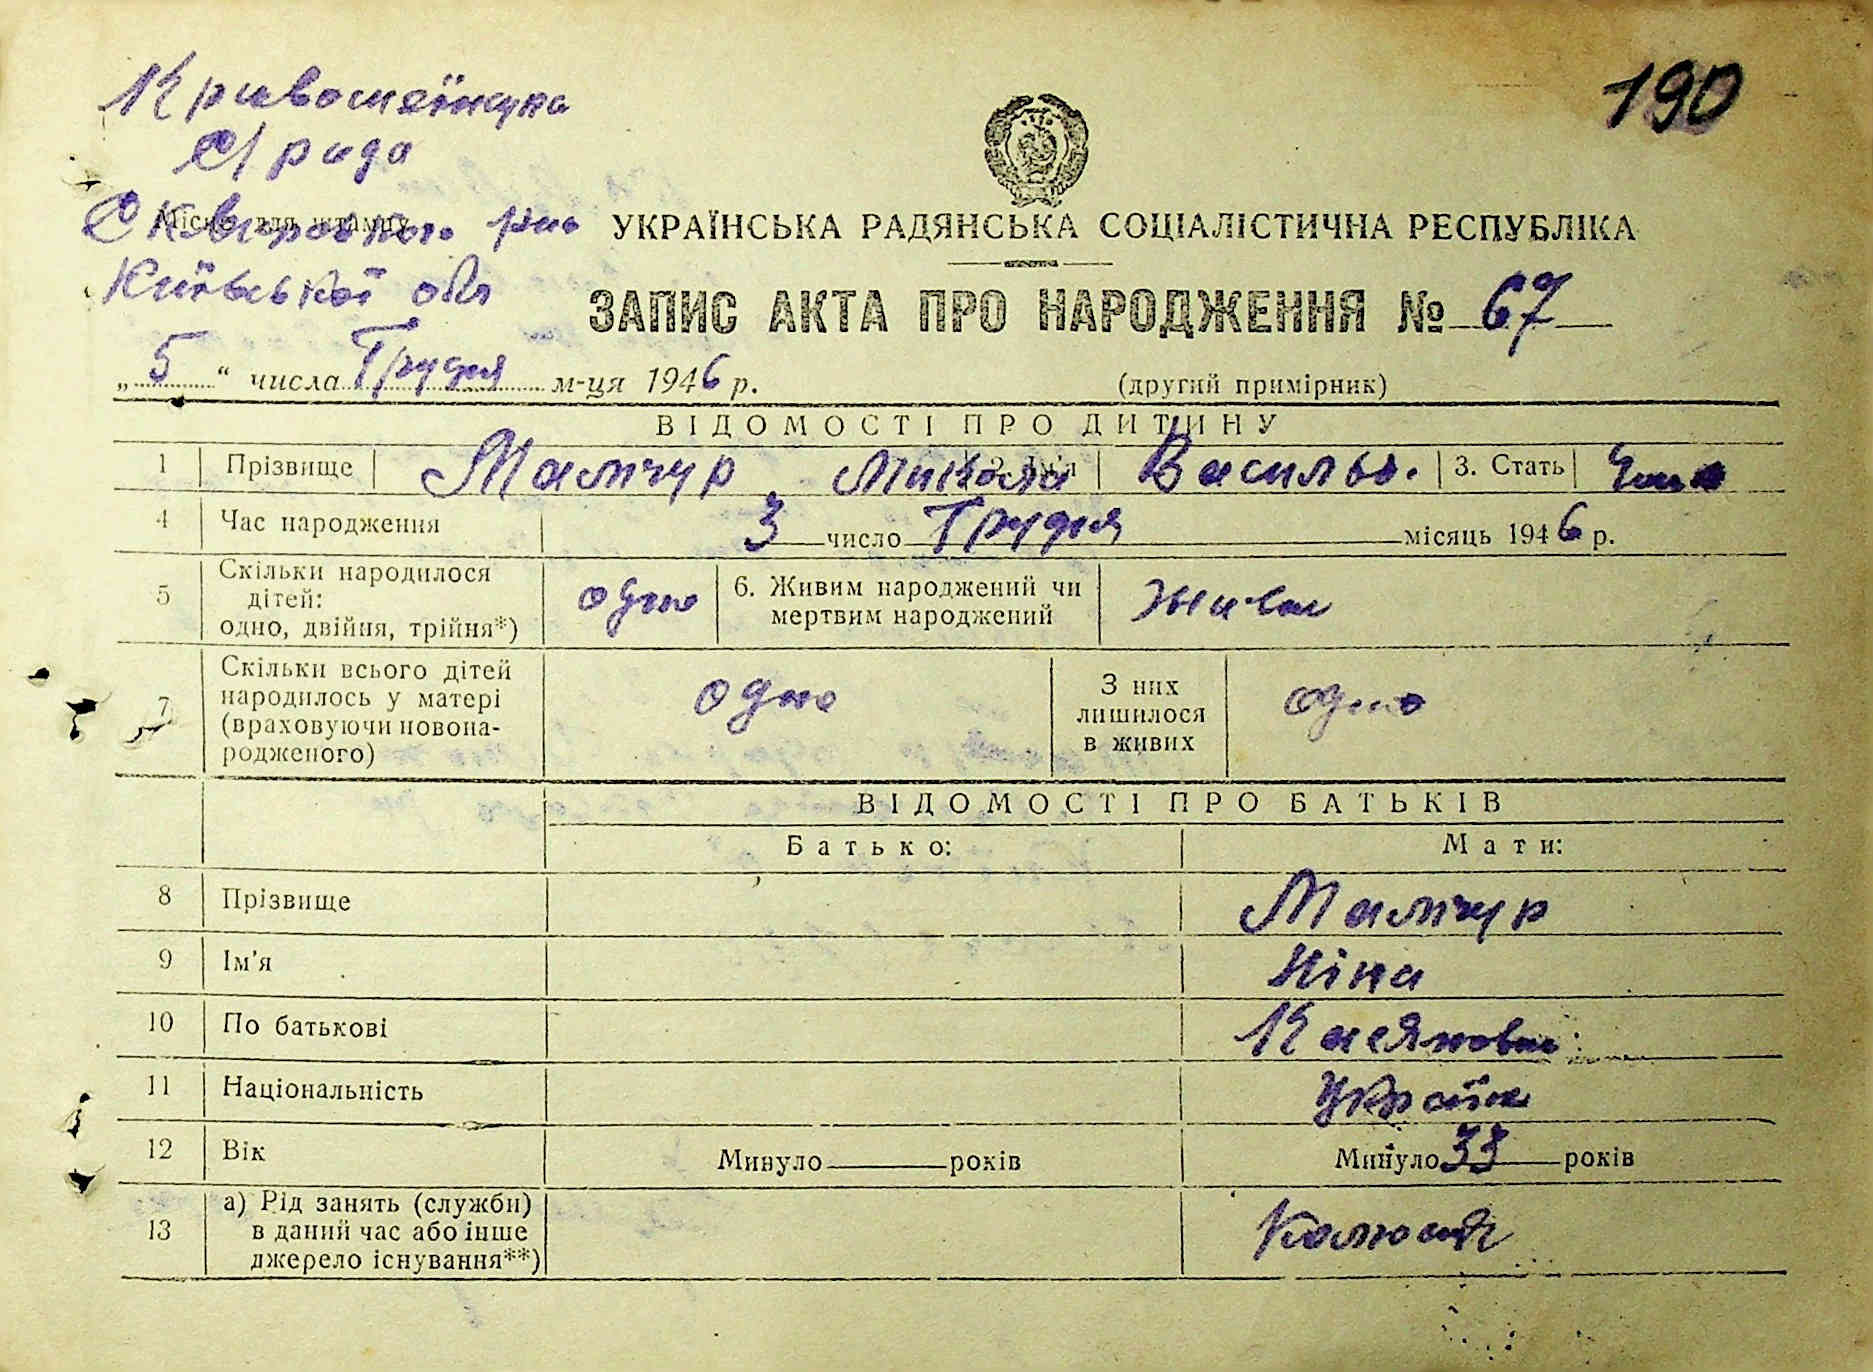 190
Кривошеїнська
С/рада
Місце для штампу
Сквирського р-ну
Київської обл
УКРАЇНСЬКА РАДЯНСЬКА СОЦІАЛІСТИЧНА РЕСПУБЛІКА
ЗАПИС АКТА ПРО НАРОДЖЕННЯ № 67
„5“ числа Грудня м-ця 1946 р.
(другий примірник)
ВІДОМОСТІ ПРО ДИТИНУ
1 Прізвище Мамчур 2. Ім'я Микола Васильо. 3. Стать
4 Час народження 3 число Грудня місяць 1946 р.
5 Скільки народилося дітей: одно, двійня, трійня*) одно 6. Живим народжений чи мертвим народжений живим
7 Скільки всього дітей народилось у матері (враховуючи новонародженого) одно З них лишилося в живих одно
ВІДОМОСТІ ПРО БАТЬКІВ
Батько: Мати:
8 Прізвище Мамчур
9 Ім'я Ніна
10 По батькові Касяновна
11 Національність Україн
12 Вік Минуло років Минуло 33 років
13 а) Рід занять (служби) в даний час або інше джерело існування**)